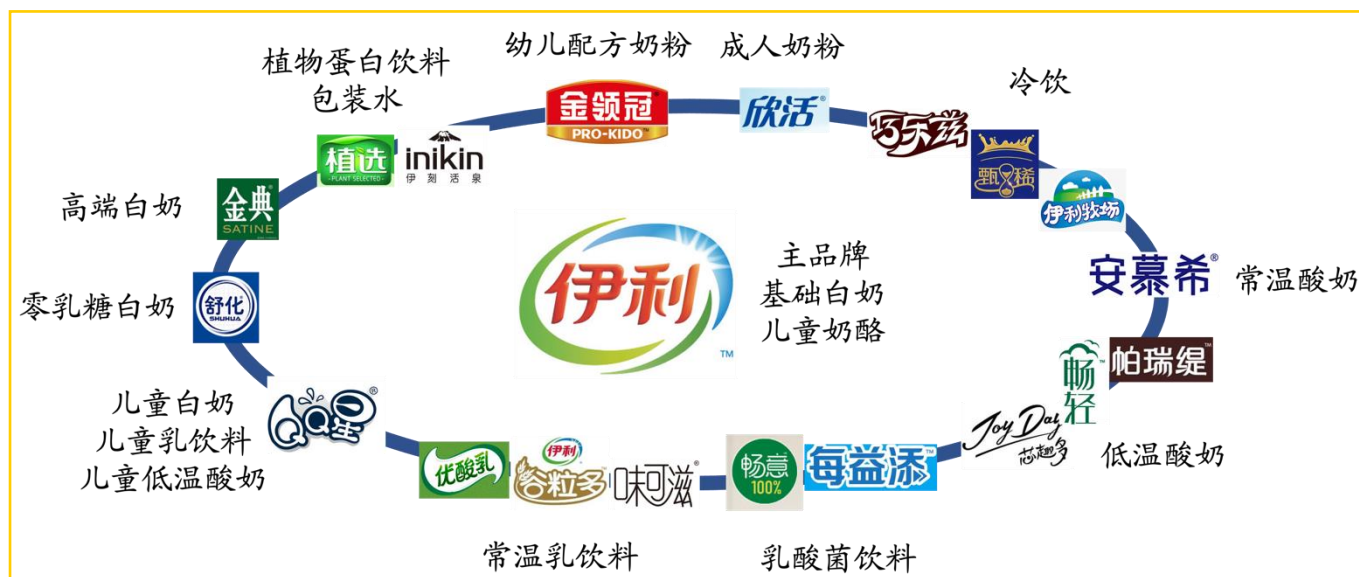 植物蛋白饮料
包装水
幼儿配方奶粉
成人奶粉
冷饮
金领冠
PRO-KIDO™
欣活®
巧乐兹
甄稀
伊利牧场
植选
PLANT SELECTED
inikin
伊刻活泉
高端白奶
金典®
SATINE
零乳糖白奶
舒化
SHUHUA
伊利
TM
主品牌
基础白奶
儿童奶酪
安慕希®
常温酸奶
畅轻
帕瑞缇™
低温酸奶
儿童白奶
儿童乳饮料
儿童低温酸奶
QQ星®
优酸乳
伊利
谷粒多
味可滋®
常温乳饮料
畅意
100%
每益添™
乳酸菌饮料
Joy Day
芯趣多